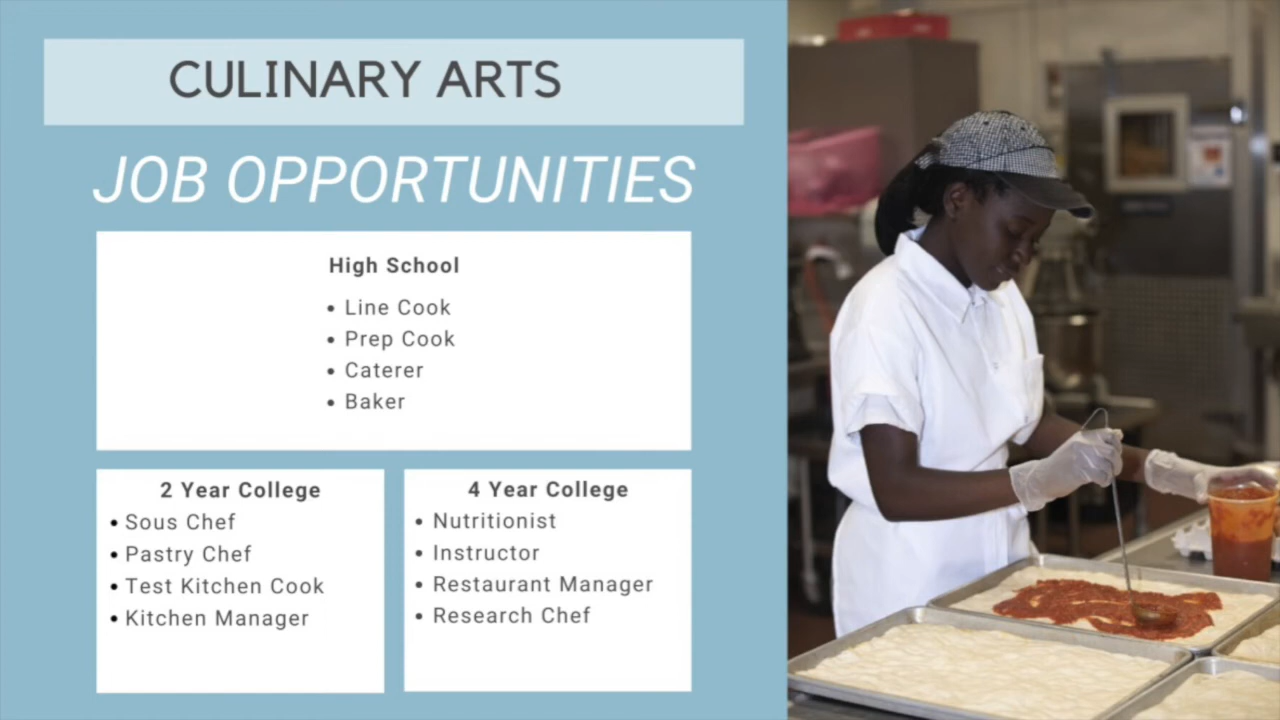 CULINARY ARTS
JOB OPPORTUNITIES
High School
• Line Cook
• Prep Cook
• Caterer
• Baker
2 Year College
• Sous Chef
• Pastry Chef
• Test Kitchen Cook
• Kitchen Manager
4 Year College
• Nutritionist
• Instructor
• Restaurant Manager
• Research Chef